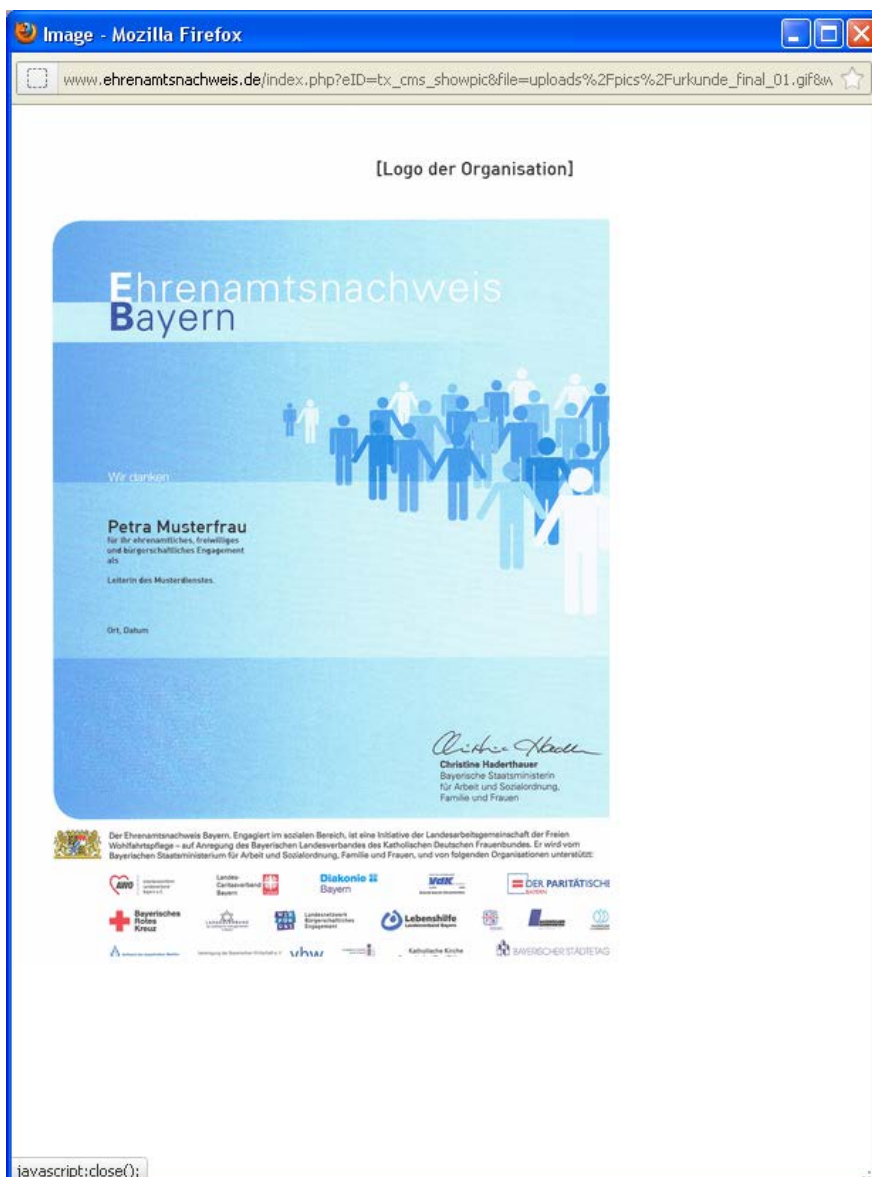 Image - Mozilla Firefox
www.ehrenamtsnachweis.de/index.php?eID=tx_cms_showpic&file=uploads%2Fpics%2Furkunde_final_01.gif&w
[Logo der Organisation]
Ehrenamtsnachweis
Bayern
Wir danken
Petra Musterfrau
für ihr ehrenamtliches, freiwilliges
und bürgerschaftliches Engagement
als
Leiterin des Musterdienstes.
Ort, Datum
Christine Haderthauer
Bayerische Staatsministerin
für Arbeit und Sozialordnung,
Familie und Frauen
Der Ehrenamtsnachweis Bayern. Engagiert im sozialen Bereich, ist eine Initiative der Landesarbeitsgemeinschaft der Freien
Wohlfahrtspflege – auf Anregung des Bayerischen Landesverbandes des Katholischen Deutschen Frauenbundes. Er wird vom
Bayerischen Staatsministerium für Arbeit und Sozialordnung, Familie und Frauen, und von folgenden Organisationen unterstützt:
AWO
Landes-
Caritasverband
Bayern
Diakonie
Bayern
VdK
DER PARITÄTISCHE
BAYERN
Bayerisches
Rotes
Kreuz
WIR FÜR UNS
Landesnetzwerk
Bürgerschaftliches
Engagement
Lebenshilfe
Landesverband Bayern
vbw
Katholische Kirche
BAYERISCHER STÄDTETAG
javascript:close();